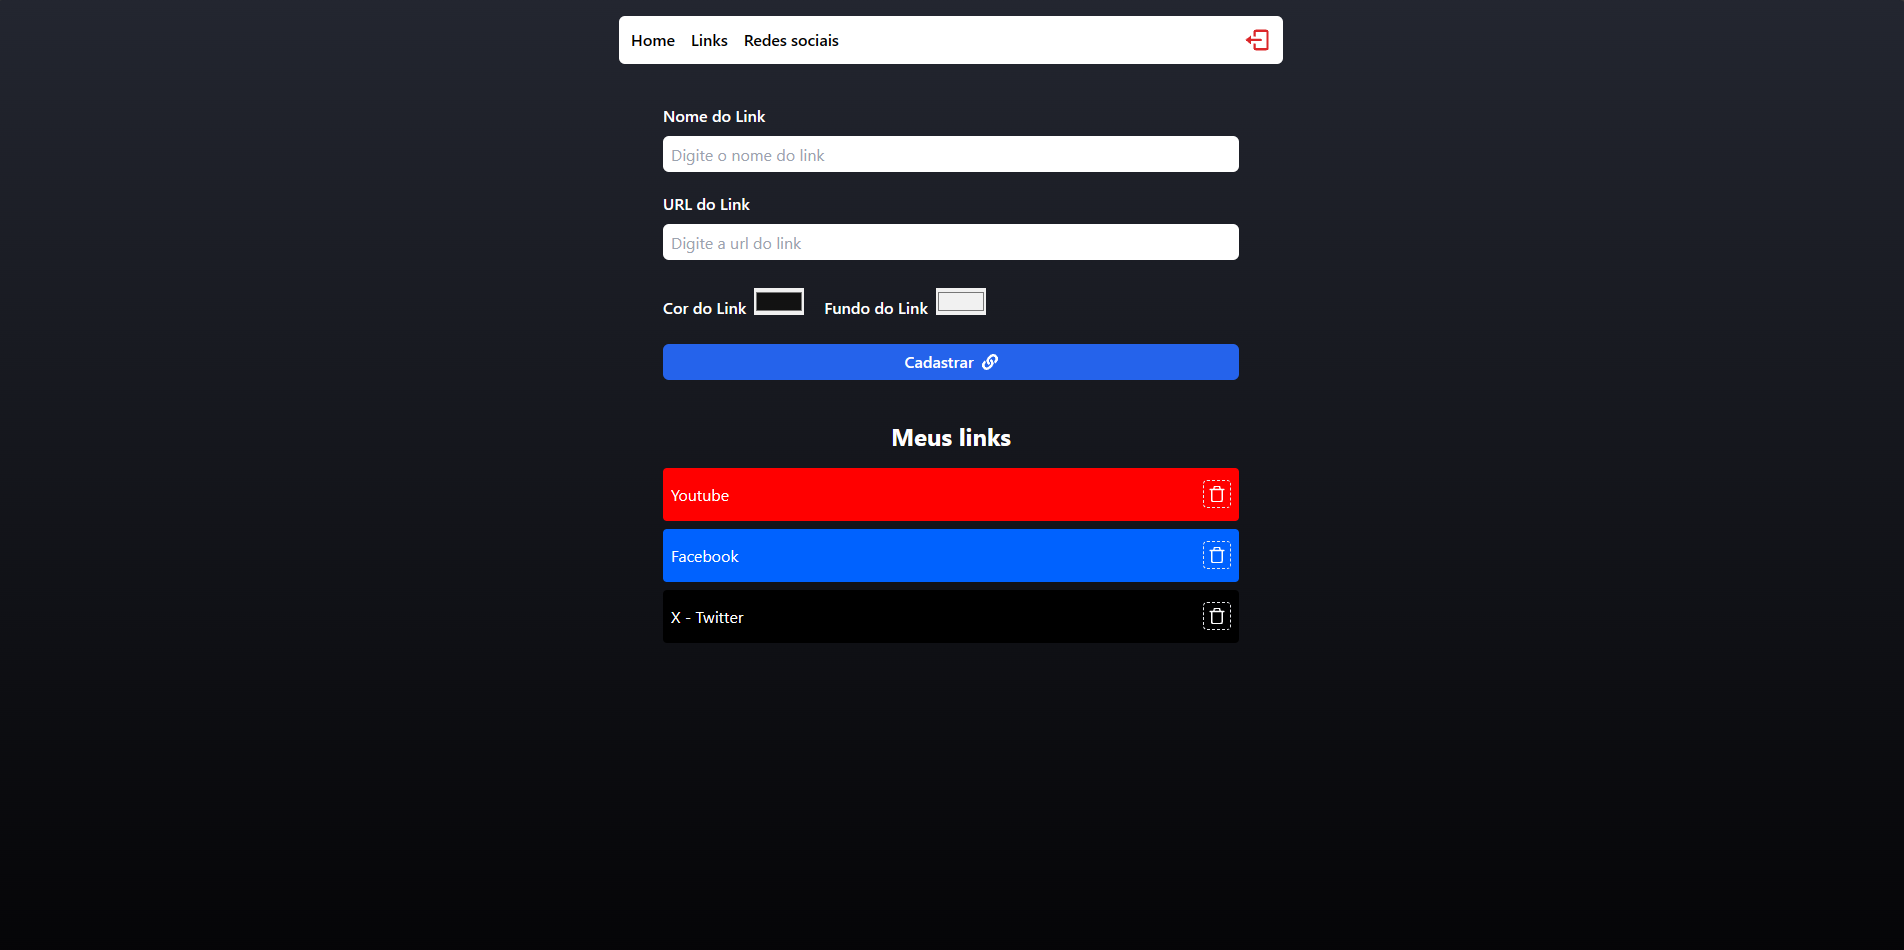 Home Links Redes sociais
Nome do Link
Digite o nome do link
URL do Link
Digite a url do link
Cor do Link Fundo do Link
Cadastrar
Meus links
Youtube
Facebook
X - Twitter